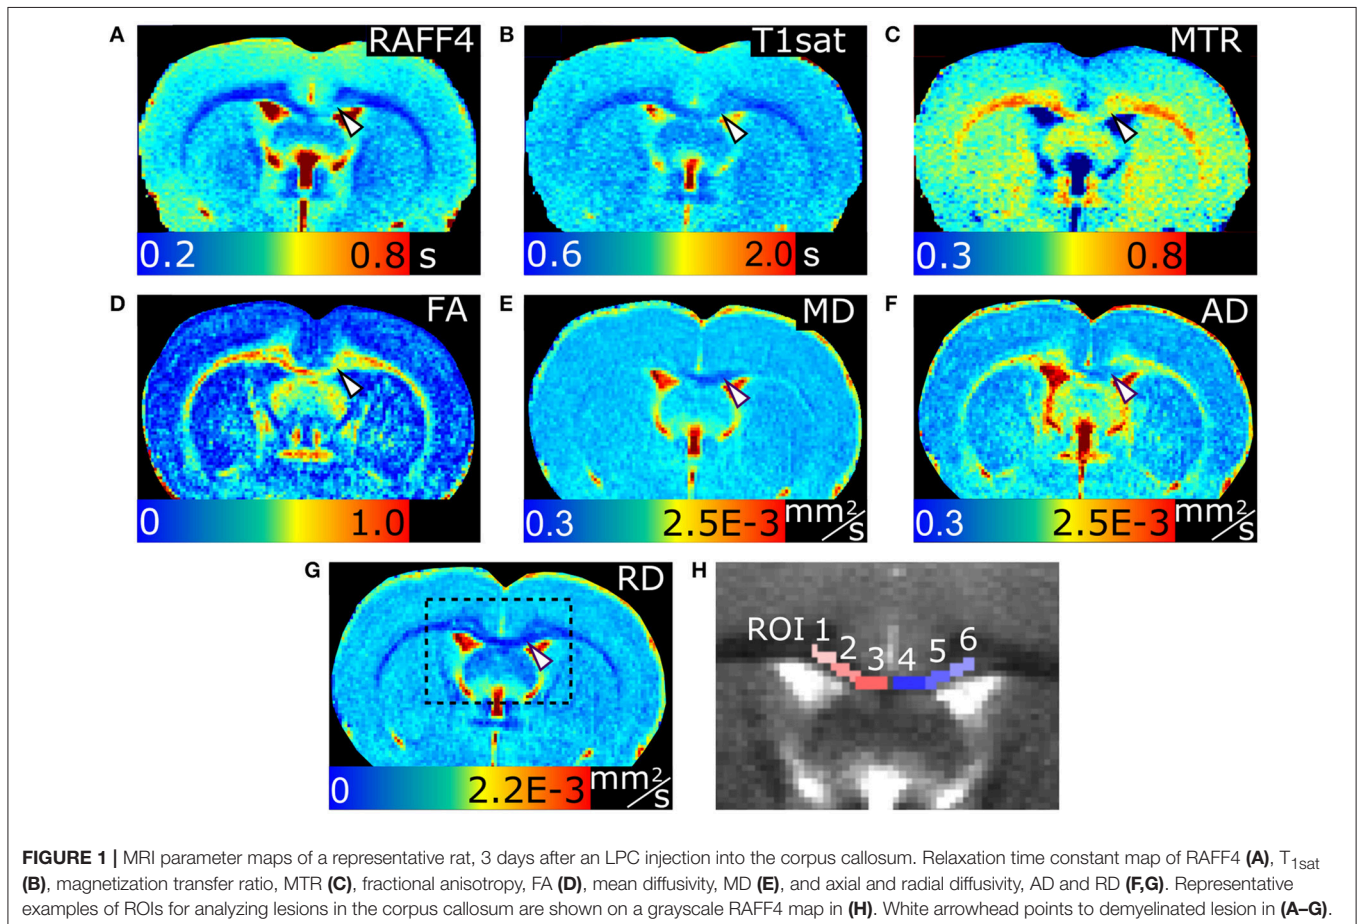 A RAFF4
0.2 0.8 s
B T1sat
0.6 2.0 s
C MTR
0.3 0.8
D FA
0 1.0
E MD
0.3 2.5E-3 mm²/s
F AD
0.3 2.5E-3 mm²/s
G RD
0 2.2E-3 mm²/s
H
ROI 1 2 3 4 5 6
FIGURE 1 | MRI parameter maps of a representative rat, 3 days after an LPC injection into the corpus callosum. Relaxation time constant map of RAFF4 (A), T1sat
(B), magnetization transfer ratio, MTR (C), fractional anisotropy, FA (D), mean diffusivity, MD (E), and axial and radial diffusivity, AD and RD (F,G). Representative
examples of ROIs for analyzing lesions in the corpus callosum are shown on a grayscale RAFF4 map in (H). White arrowhead points to demyelinated lesion in (A–G).